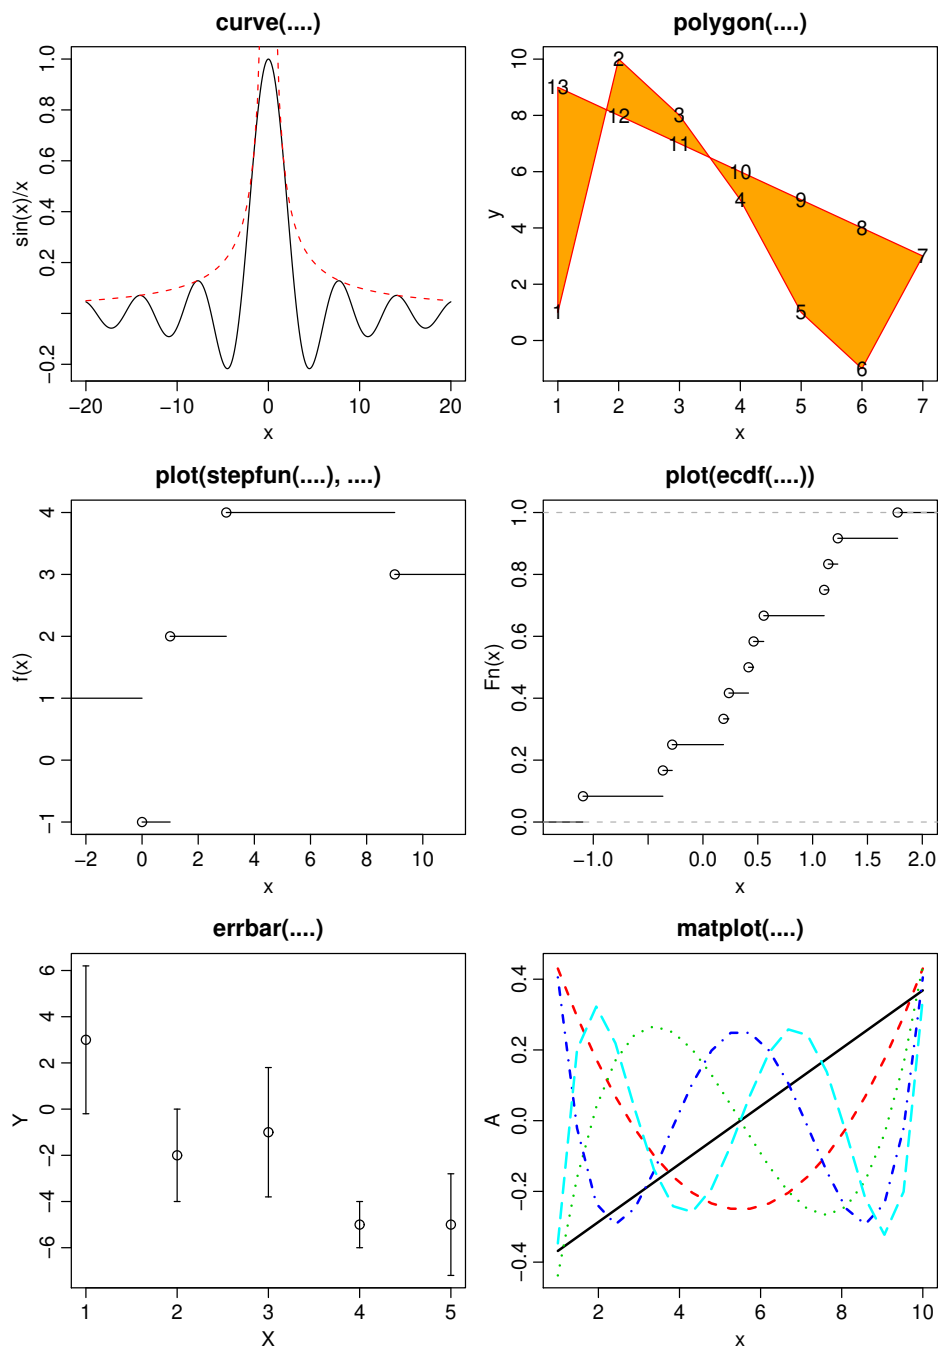 curve(....)
1.0
0.8
0.6
0.4
0.2
−0.2
sin(x)/x
−20 −10 0 10 20
x
polygon(....)
10
8
6
4
2
0
y
13 2 12 3 11 10 4 9 8 7 1 5 6
1 2 3 4 5 6 7
x
plot(stepfun(....), ....)
4
3
2
1
0
−1
f(x)
−2 0 2 4 6 8 10
x
plot(ecdf(....))
1.0
0.8
0.6
0.4
0.2
0.0
Fn(x)
−1.0 0.0 0.5 1.0 1.5 2.0
x
errbar(....)
6
4
2
0
−2
−4
−6
Y
1 2 3 4 5
X
matplot(....)
0.4
0.2
0.0
−0.2
−0.4
A
2 4 6 8 10
x